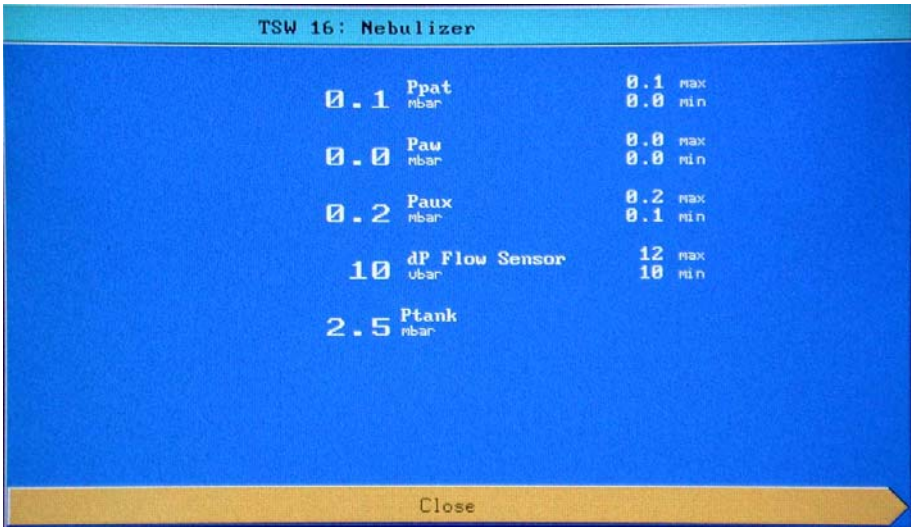 TSW 16: Nebulizer
0.1 Ppat mbar 0.1 max
0.0 min
0.0 Paw mbar 0.0 max
0.0 min
0.2 Paux mbar 0.2 max
0.1 min
10 dP Flow Sensor ubar 12 max
10 min
2.5 Ptank mbar
Close